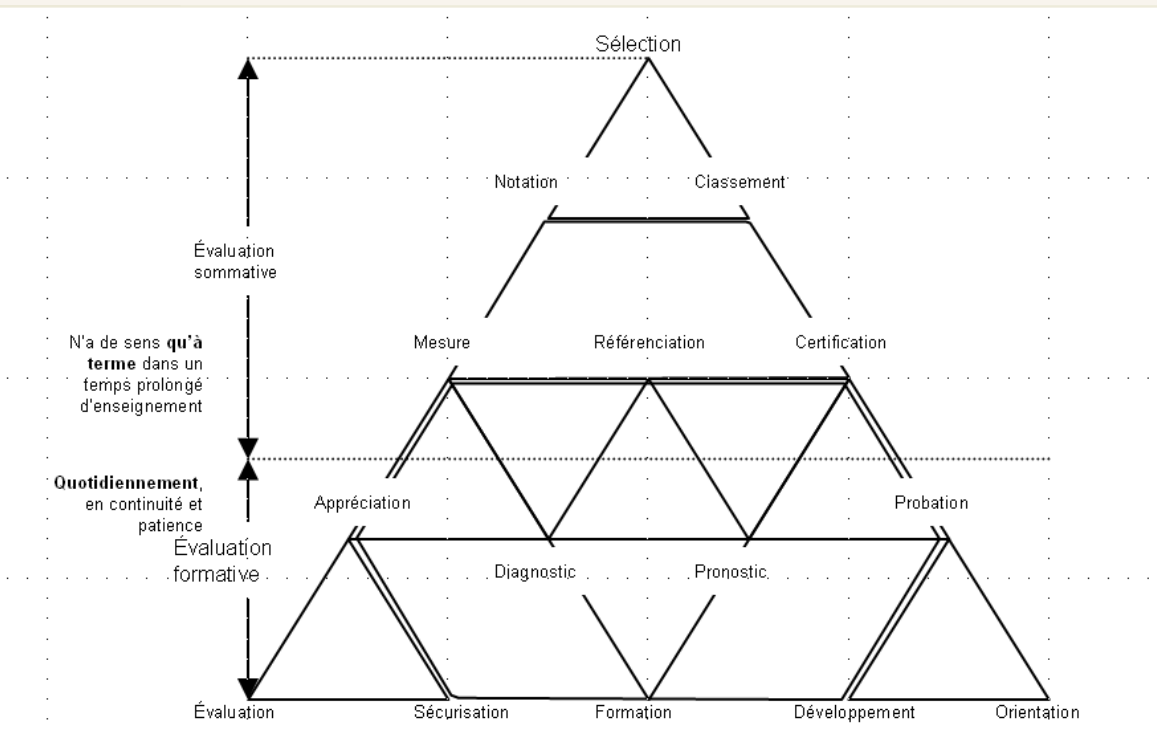 Sélection
Notation
Classement
Évaluation
sommative
N'a de sens qu'à
terme dans un
temps prolongé
d'enseignement
Mesure
Référenciation
Certification
Quotidiennement,
en continuité et
patience
Appréciation
Probation
Évaluation
formative
Diagnostic
Pronostic
Évaluation
Sécurisation
Formation
Développement
Orientation